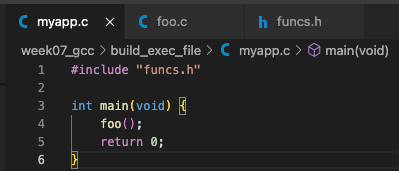 myapp.c foo.c funcs.h
week07_gcc > build_exec_file > myapp.c > main(void)
1 #include "funcs.h"
2
3 int main(void) {
4     foo();
5     return 0;
6 }